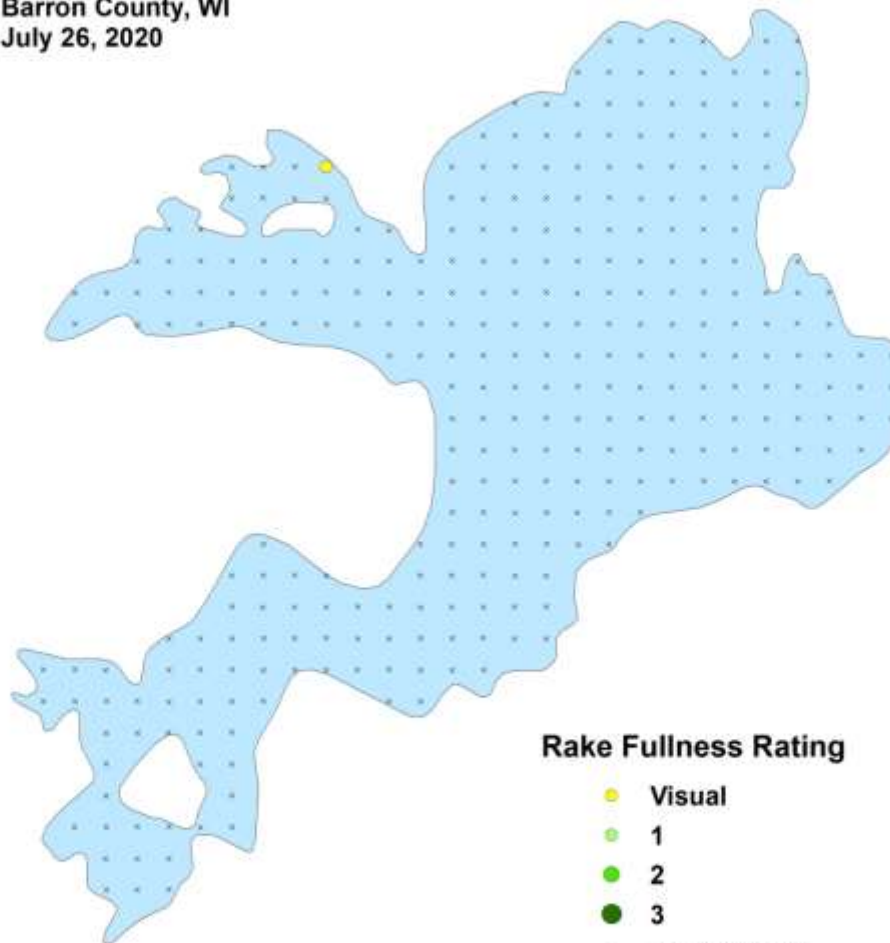 Barron County, WI
July 26, 2020
Rake Fullness Rating
Visual
1
2
3